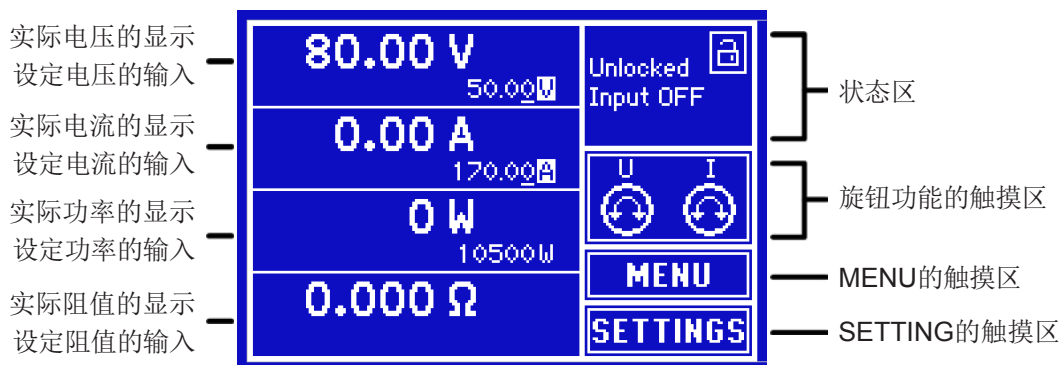 实际电压的显示
设定电压的输入
80.00 V
50.00V
实际电流的显示
设定电流的输入
0.00 A
170.00A
实际功率的显示
设定功率的输入
0 W
10500W
实际阻值的显示
设定阻值的输入
0.000 Ω
Unlocked
Input OFF
状态区
U I
旋钮功能的触摸区
MENU
MENU的触摸区
SETTINGS
SETTING的触摸区